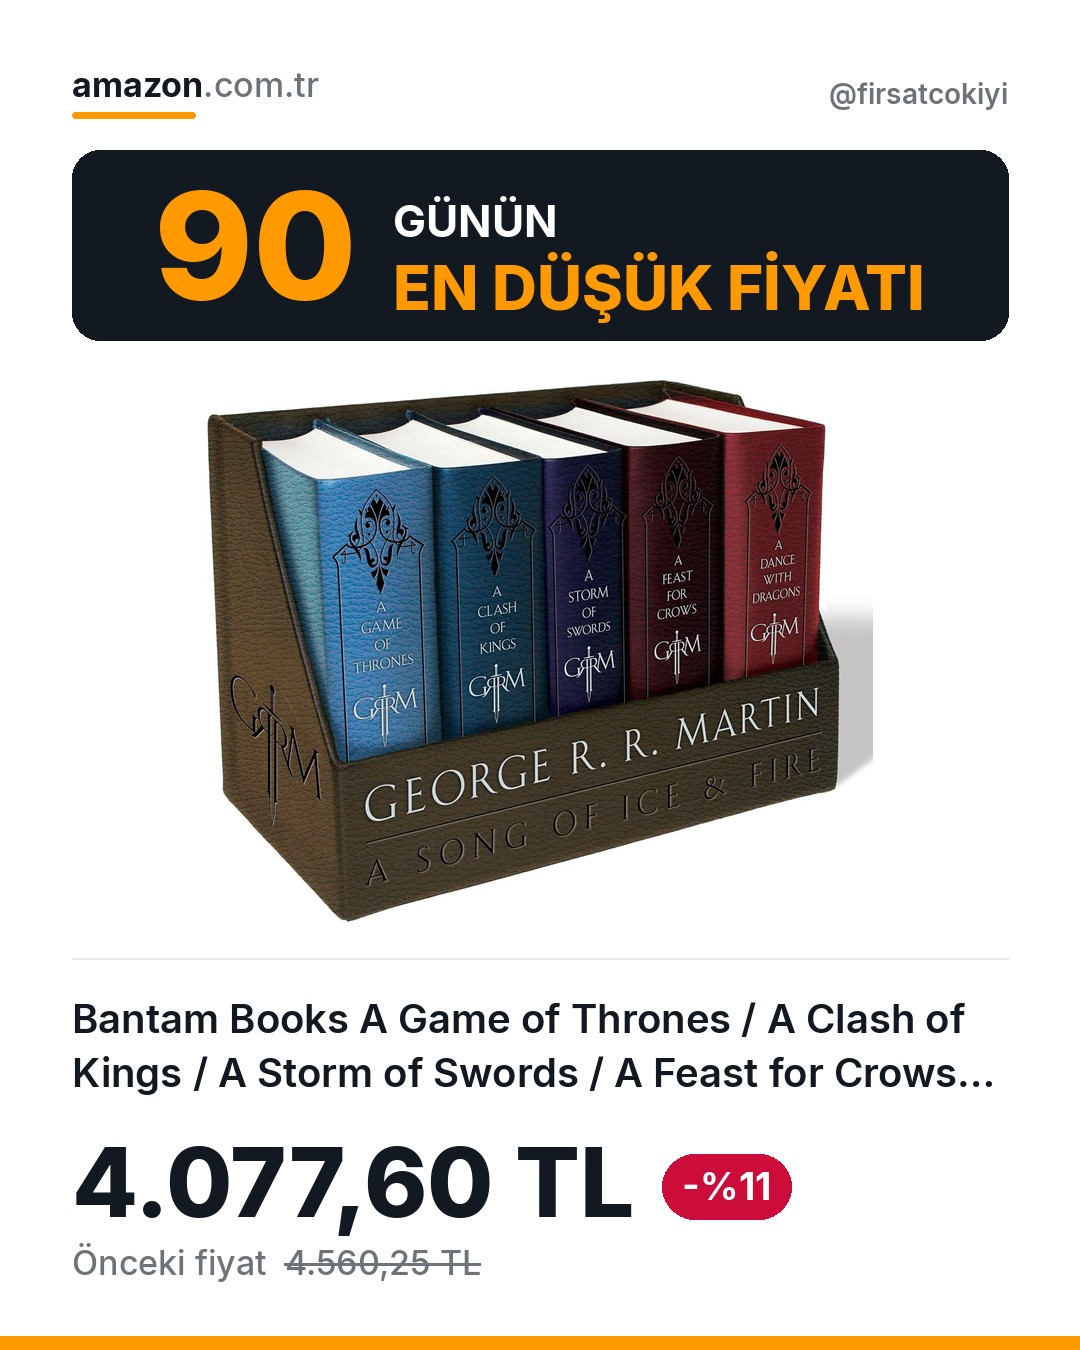 amazon.com.tr
@firsatcokiyi
90
GÜNÜN
EN DÜŞÜK FİYATI
A
GAME
OF
THRONES
GRRM
A
CLASH
OF
KINGS
GRRM
A
STORM
OF
SWORDS
GRRM
A
FEAST
FOR
CROWS
GRRM
A
DANCE
WITH
DRAGONS
GRRM
GRRM
GEORGE R. R. MARTIN
A SONG OF ICE & FIRE
Bantam Books A Game of Thrones / A Clash of
Kings / A Storm of Swords / A Feast for Crows...
4.077,60 TL
-%11
Önceki fiyat 4.560,25 TL